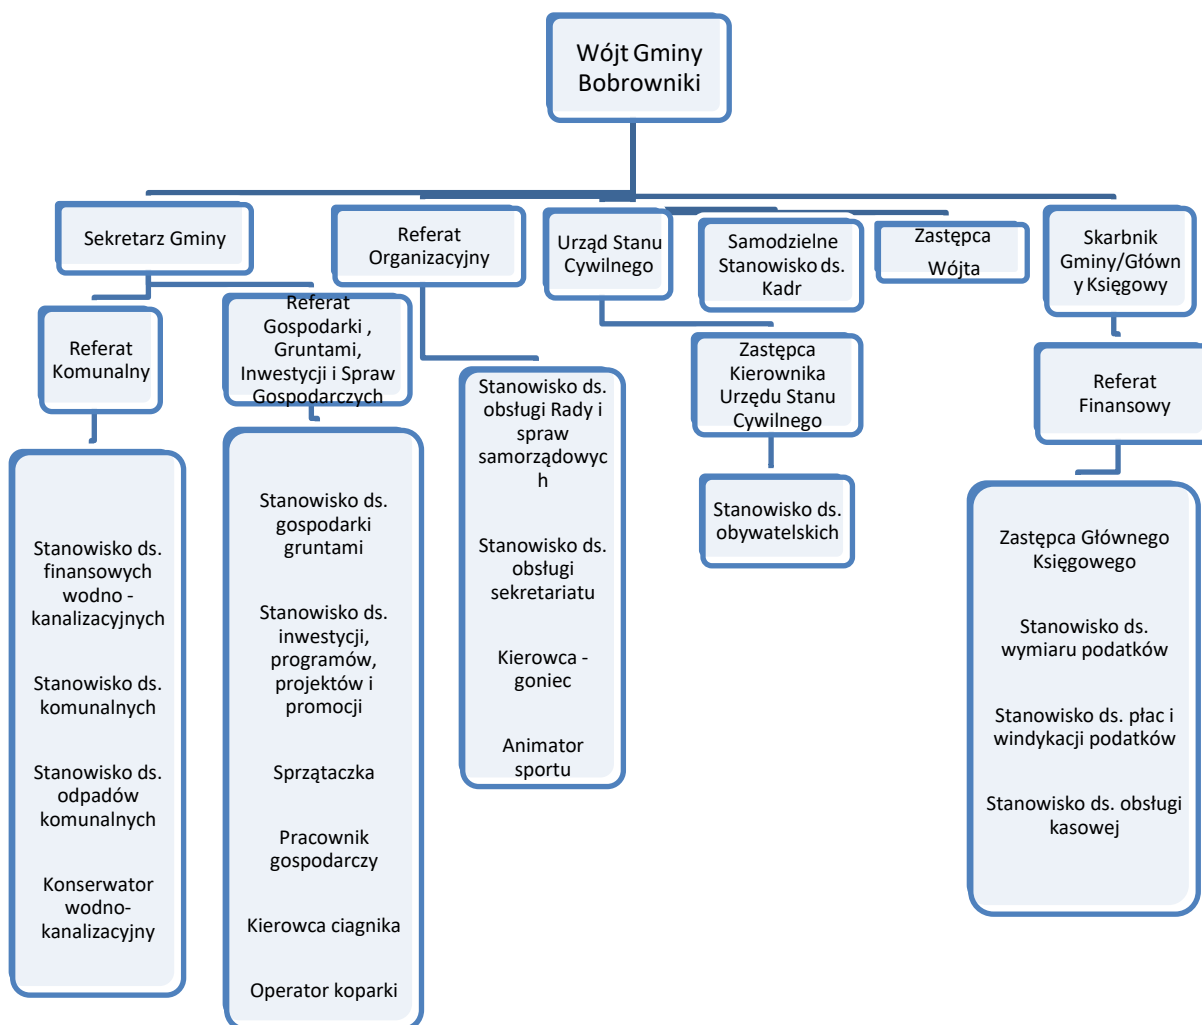 Wójt Gminy
Bobrowniki
Sekretarz Gminy
Referat
Organizacyjny
Urząd Stanu
Cywilnego
Samodzielne
Stanowisko ds.
Kadr
Zastępca
Wójta
Skarbnik
Gminy/Główn
y Księgowy
Referat
Komunalny
Referat
Gospodarki ,
Gruntami,
Inwestycji i Spraw
Gospodarczych
Zastępca
Kierownika
Urzędu Stanu
Cywilnego
Referat
Finansowy
Stanowisko ds.
finansowych
wodno -
kanalizacyjnych
Stanowisko ds.
komunalnych
Stanowisko ds.
odpadów
komunalnych
Konserwator
wodno-
kanalizacyjny
Stanowisko ds.
gospodarki
gruntami
Stanowisko ds.
inwestycji,
programów,
projektów i
promocji
Sprzątaczka
Pracownik
gospodarczy
Kierowca ciagnika
Operator koparki
Stanowisko ds.
obsługi Rady i
spraw
samorządowyc
h
Stanowisko ds.
obsługi
sekretariatu
Kierowca -
goniec
Animator
sportu
Stanowisko ds.
obywatelskich
Zastępca Głównego
Księgowego
Stanowisko ds.
wymiaru podatków
Stanowisko ds. płac i
windykacji podatków
Stanowisko ds. obsługi
kasowej